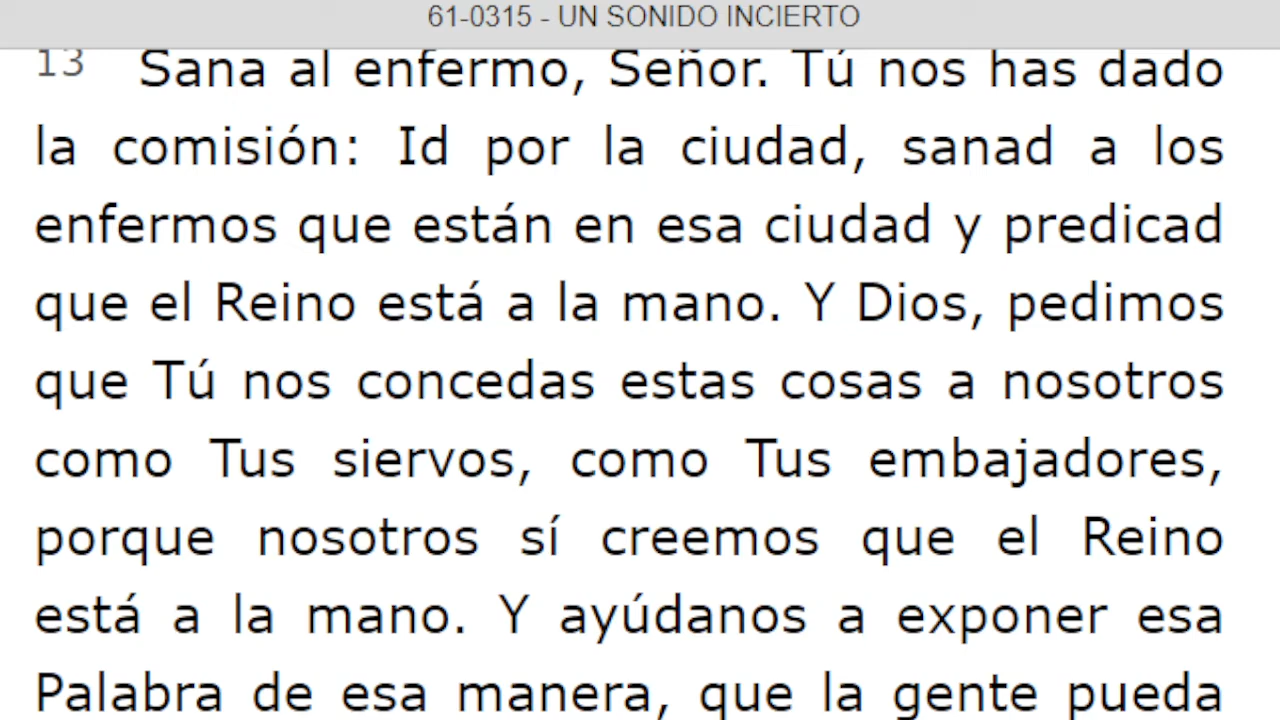 61-0315 - UN SONIDO INCIERTO
13 Sana al enfermo, Señor. Tú nos has dado
la comisión: Id por la ciudad, sanad a los
enfermos que están en esa ciudad y predicad
que el Reino está a la mano. Y Dios, pedimos
que Tú nos concedas estas cosas a nosotros
como Tus siervos, como Tus embajadores,
porque nosotros sí creemos que el Reino
está a la mano. Y ayúdanos a exponer esa
Palabra de esa manera, que la gente pueda